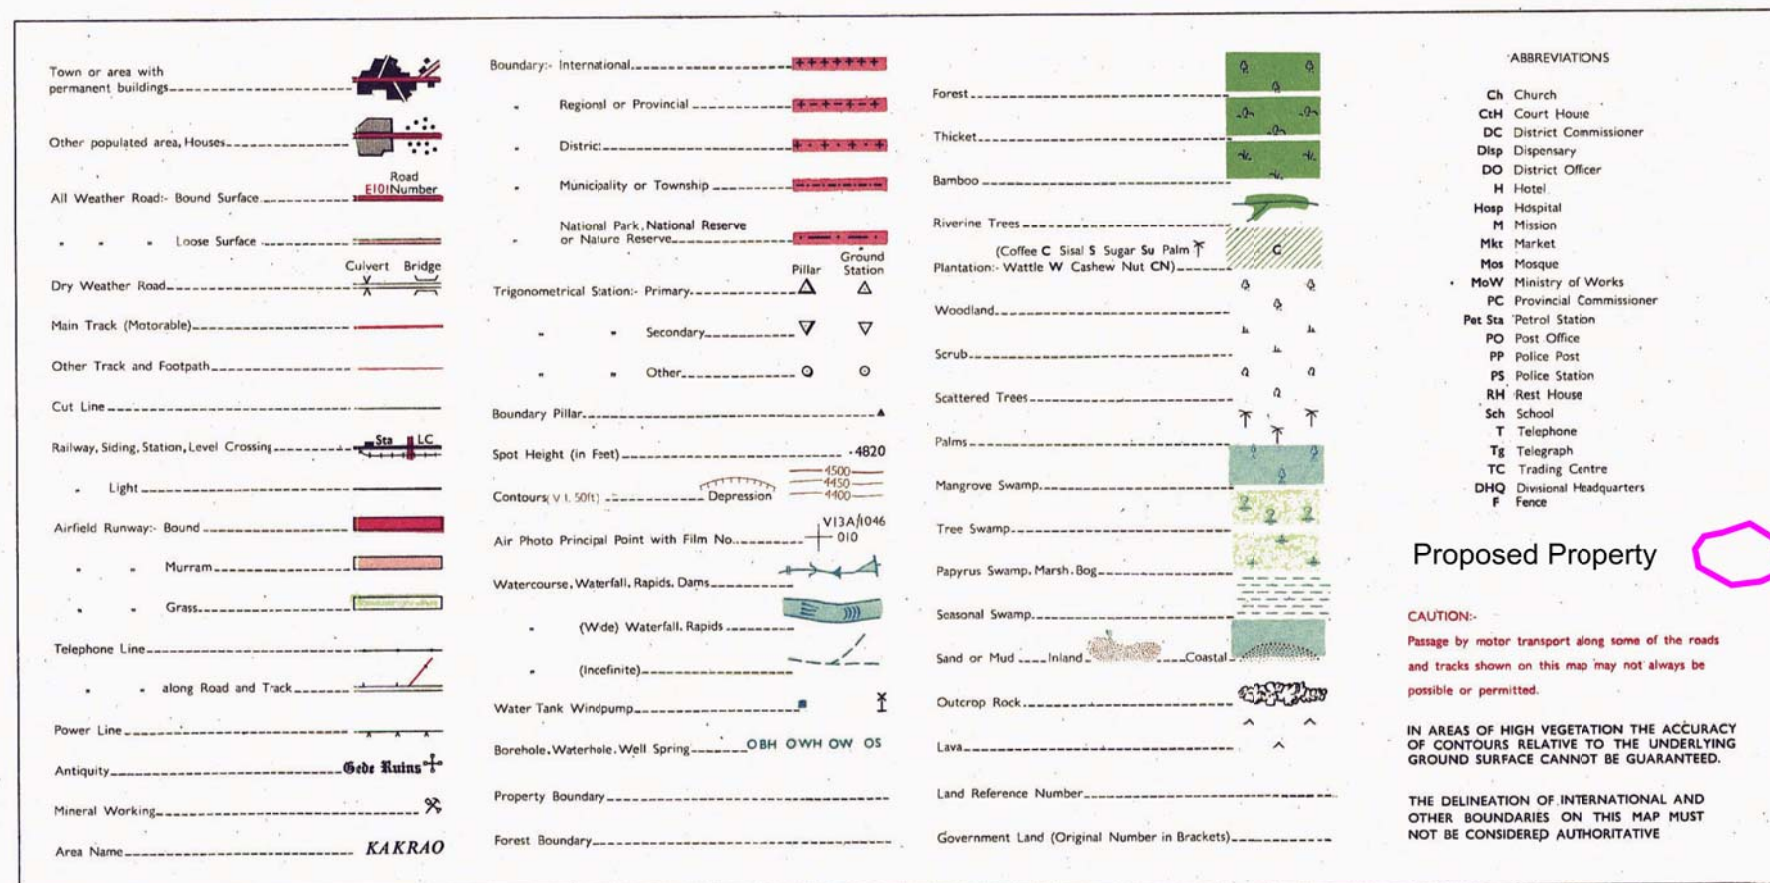 Town or area with
permanent buildings
Other populated area, Houses
Road
E101 Number
All Weather Road:- Bound Surface
" " " Loose Surface
Culvert Bridge
Dry Weather Road
Main Track (Motorable)
Other Track and Footpath
Cut Line
Sta LC
Railway, Siding, Station, Level Crossing
" Light
Airfield Runway:- Bound
" " Murram
" " Grass
Telephone Line
" " along Road and Track
Power Line
Antiquity Gede Ruins
Mineral Working
Area Name KAKRAO
Boundary:- International
" Regional or Provincial
" District
" Municipality or Township
National Park, National Reserve
" or Nature Reserve
Pillar Ground
Station
Trigonometrical Station:- Primary
" " Secondary
" " Other
Boundary Pillar
Spot Height (in Feet) ·4820
4500
4450
Contours (V I. 50ft) Depression 4400
V13A/1046
Air Photo Principal Point with Film No. 010
Watercourse, Waterfall, Rapids, Dams
" (Wide) Waterfall, Rapids
" (Incefinite)
Water Tank Windpump
Borehole, Waterhole, Well Spring OBH OWH OW OS
Property Boundary
Forest Boundary
Forest
Thicket
Bamboo
Riverine Trees
(Coffee C Sisal S Sugar Su Palm
Plantation:- Wattle W Cashew Nut CN) C
Woodland
Scrub
Scattered Trees
Palms
Mangrove Swamp
Tree Swamp
Papyrus Swamp, Marsh, Bog
Seasonal Swamp
Sand or Mud Inland Coastal
Outcrop Rock
Lava
Land Reference Number
Government Land (Original Number in Brackets)
ABBREVIATIONS
Ch Church
CtH Court House
DC District Commissioner
Disp Dispensary
DO District Officer
H Hotel
Hosp Hospital
M Mission
Mkt Market
Mos Mosque
MoW Ministry of Works
PC Provincial Commissioner
Pet Sta Petrol Station
PO Post Office
PP Police Post
PS Police Station
RH Rest House
Sch School
T Telephone
Tg Telegraph
TC Trading Centre
DHQ Divisional Headquarters
F Fence
Proposed Property
CAUTION:-
Passage by motor transport along some of the roads
and tracks shown on this map may not always be
possible or permitted.
IN AREAS OF HIGH VEGETATION THE ACCURACY
OF CONTOURS RELATIVE TO THE UNDERLYING
GROUND SURFACE CANNOT BE GUARANTEED.
THE DELINEATION OF INTERNATIONAL AND
OTHER BOUNDARIES ON THIS MAP MUST
NOT BE CONSIDERED AUTHORITATIVE